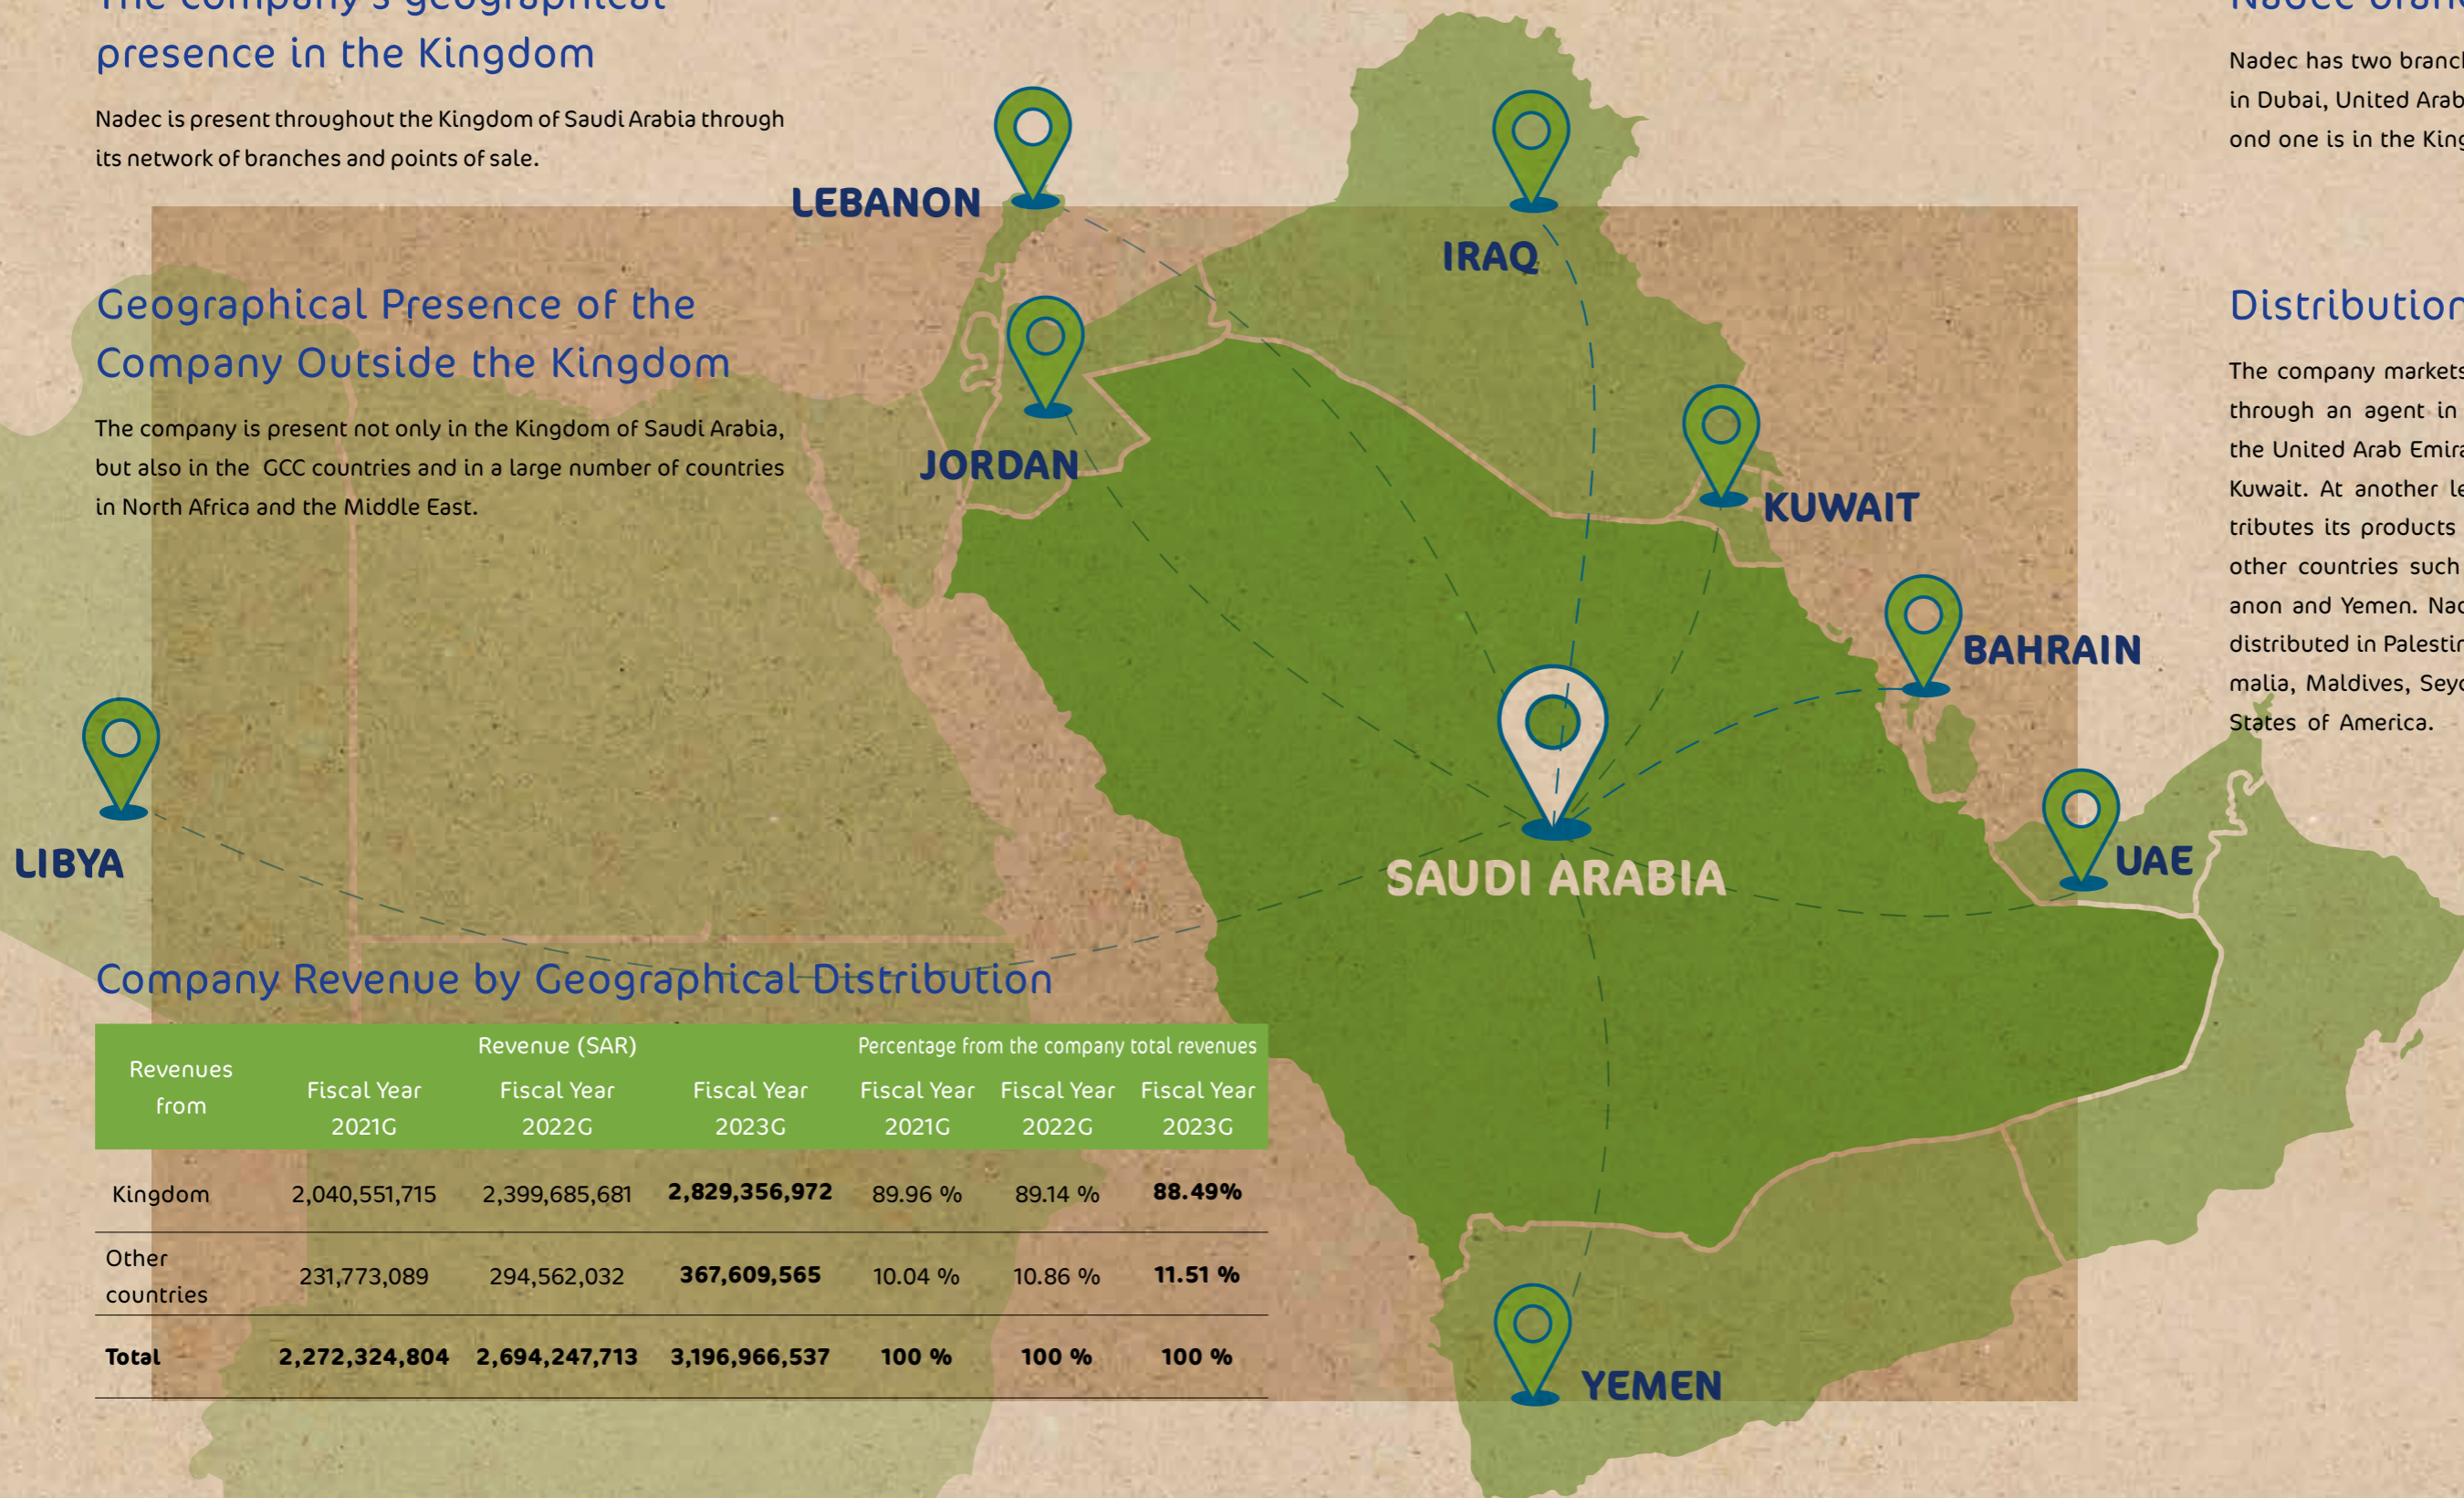 The company's geographical
presence in the Kingdom
Nadec is present throughout the Kingdom of Saudi Arabia through
its network of branches and points of sale.
Geographical Presence of the
Company Outside the Kingdom
The company is present not only in the Kingdom of Saudi Arabia,
but also in the GCC countries and in a large number of countries
in North Africa and the Middle East.
LEBANON
IRAQ
JORDAN
KUWAIT
BAHRAIN
LIBYA
SAUDI ARABIA
UAE
YEMEN
Company Revenue by Geographical Distribution
Revenues from Revenue (SAR) Percentage from the company total revenues
Fiscal Year 2021G Fiscal Year 2022G Fiscal Year 2023G Fiscal Year 2021G Fiscal Year 2022G Fiscal Year 2023G
Kingdom 2,040,551,715 2,399,685,681 2,829,356,972 89.96 % 89.14 % 88.49%
Other countries 231,773,089 294,562,032 367,609,565 10.04 % 10.86 % 11.51 %
Total 2,272,324,804 2,694,247,713 3,196,966,537 100 % 100 % 100 %
Nadec
Nadec has two
in Dubai, United
ond one is in the
Distribution
The company markets
through an agent in
the United Arab
Kuwait. At another
tributes its products
other countries such
anon and Yemen.
distributed in
malia, Maldives,
States of America.